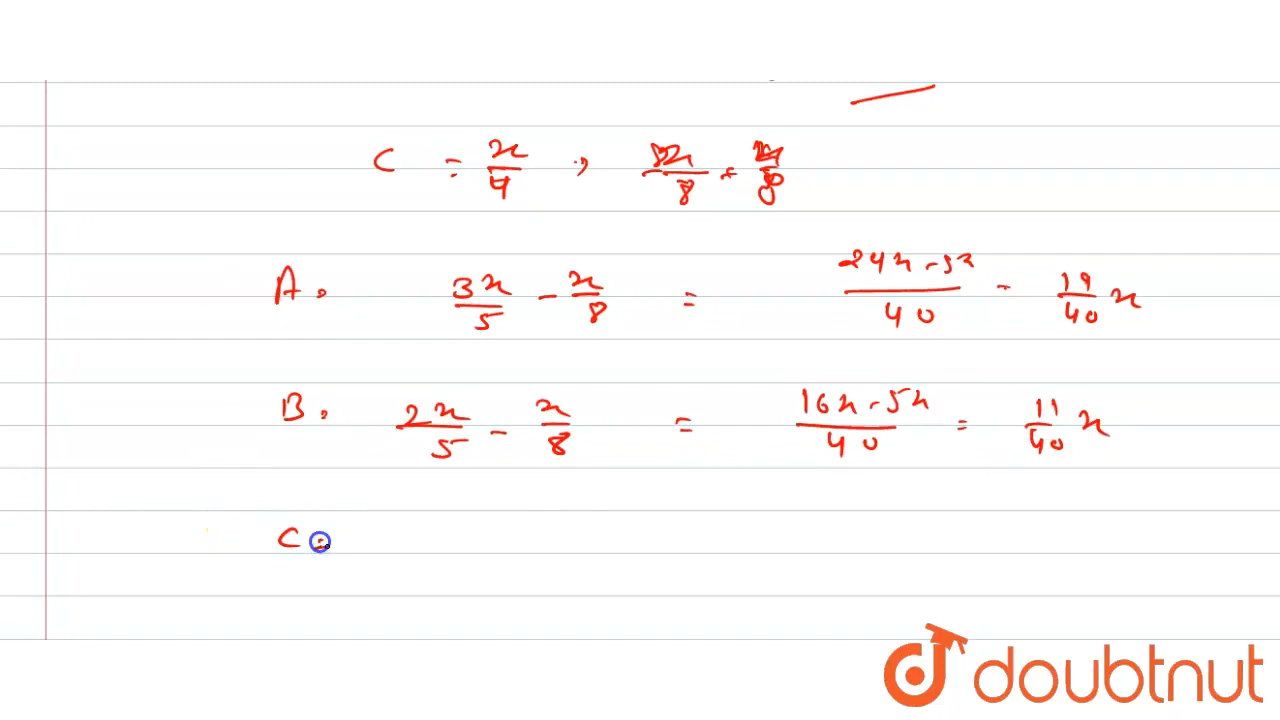 C = x/4 ,
A. 3x/5 - x/8 = 24x - 5x/40 = 19/40 x
B. 2x/5 - x/8 = 16x - 5x/40 = 11/40 x
C =
doubtnut